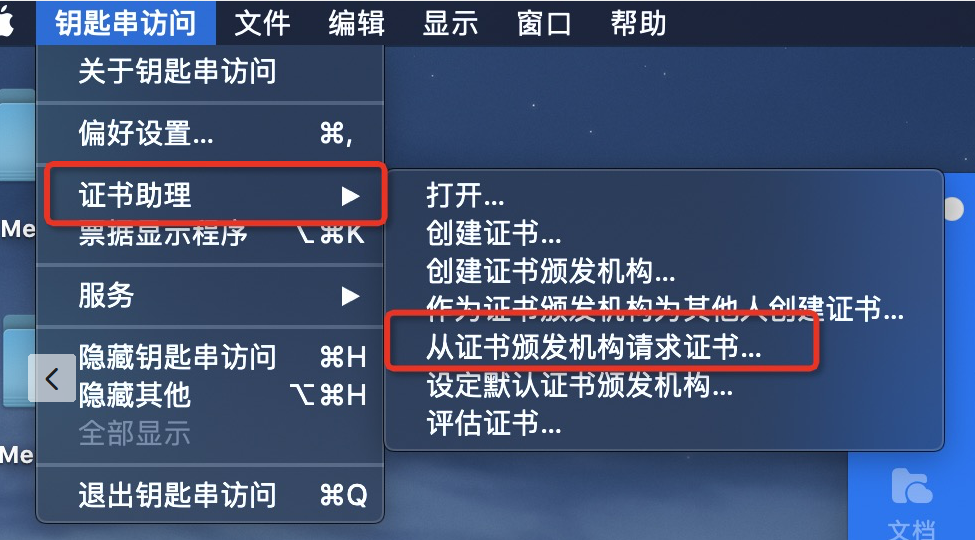 钥匙串访问 文件 编辑 显示 窗口 帮助
关于钥匙串访问
偏好设置... ⌘,
证书助理 ▶
票据显示程序 ⌥⌘K
服务 ▶
隐藏钥匙串访问 ⌘H
隐藏其他 ⌥⌘H
全部显示
退出钥匙串访问 ⌘Q
打开...
创建证书...
创建证书颁发机构...
作为证书颁发机构为其他人创建证书...
从证书颁发机构请求证书...
设定默认证书颁发机构...
评估证书...
Me
Me
文档